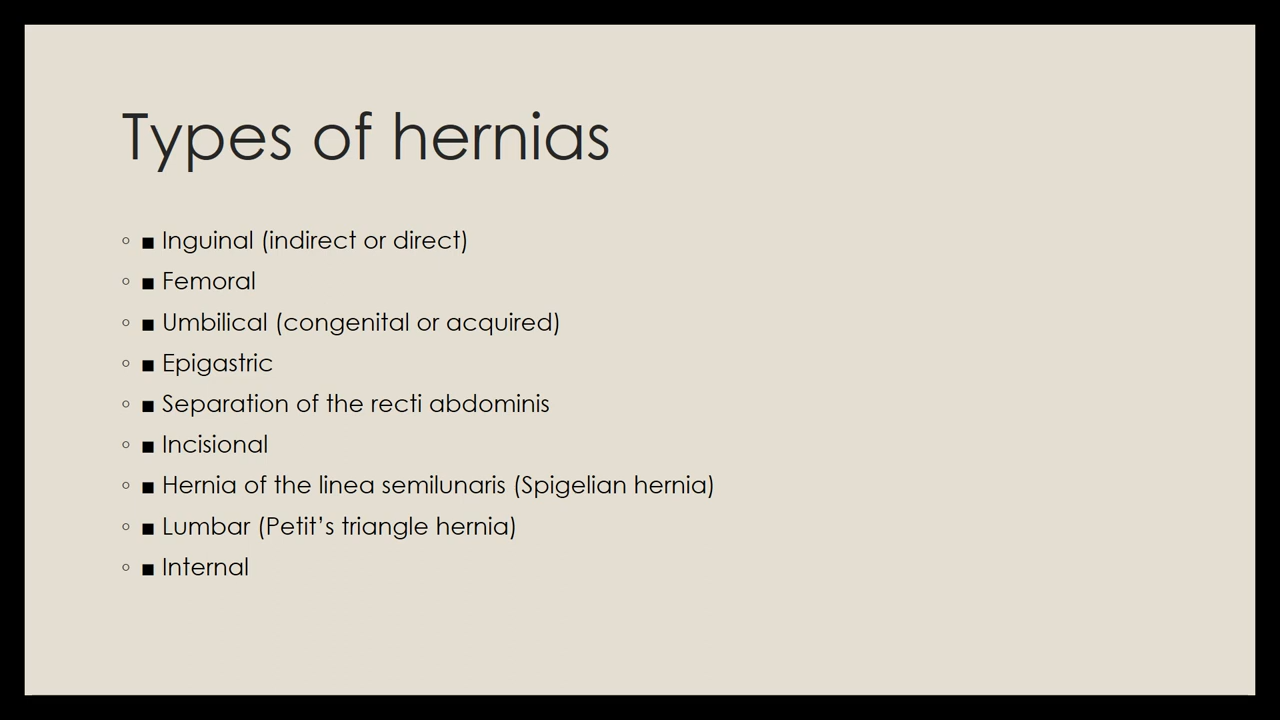 Types of hernias
◦ ■ Inguinal (indirect or direct)
◦ ■ Femoral
◦ ■ Umbilical (congenital or acquired)
◦ ■ Epigastric
◦ ■ Separation of the recti abdominis
◦ ■ Incisional
◦ ■ Hernia of the linea semilunaris (Spigelian hernia)
◦ ■ Lumbar (Petit’s triangle hernia)
◦ ■ Internal